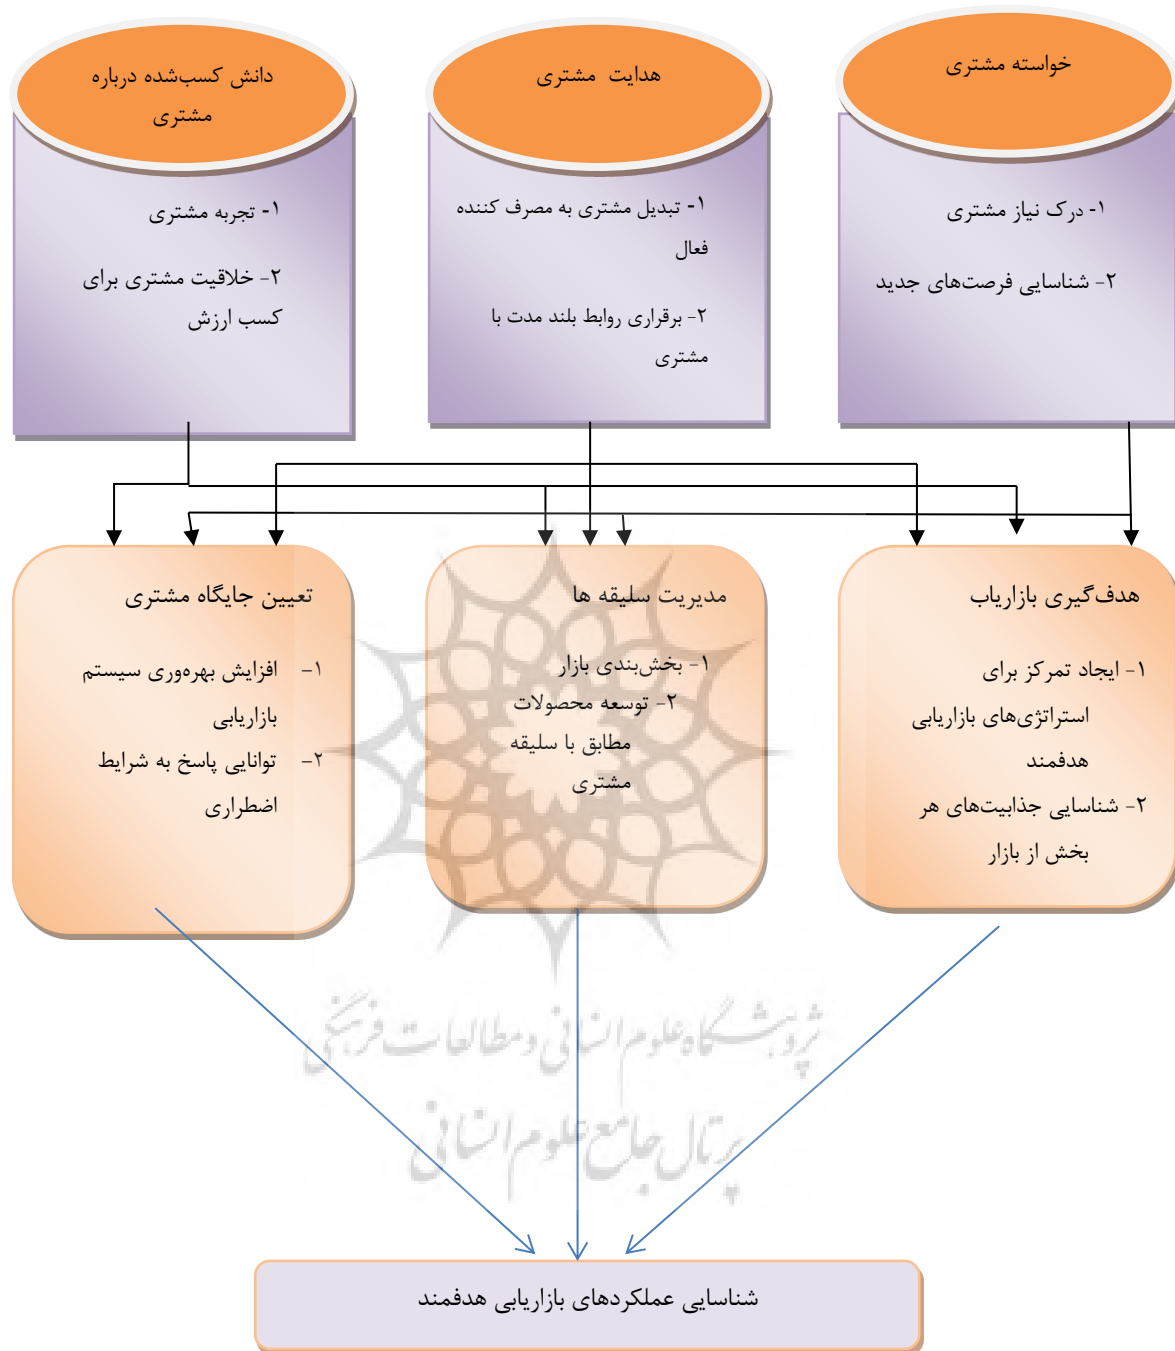 خواسته مشتری
۱- درک نیاز مشتری
۲- شناسایی فرصت‌های جدید
هدایت مشتری
۱- تبدیل مشتری به مصرف کننده
فعال
۲- برقراری روابط بلند مدت با
مشتری
دانش کسب‌شده درباره
مشتری
۱- تجربه مشتری
۲- خلاقیت مشتری برای
کسب ارزش
هدف‌گیری بازاریاب
۱- ایجاد تمرکز برای
استراتژی‌های بازاریابی
هدفمند
۲- شناسایی جذابیت‌های هر
بخش از بازار
مدیریت سلیقه ها
۱- بخش‌بندی بازار
۲- توسعه محصولات
مطابق با سلیقه
مشتری
تعیین جایگاه مشتری
۱- افزایش بهره‌وری سیستم
بازاریابی
۲- توانایی پاسخ به شرایط
اضطراری
پژوهشگاه علوم انسانی و مطالعات فرهنگی
پرتال جامع علوم انسانی
شناسایی عملکردهای بازاریابی هدفمند